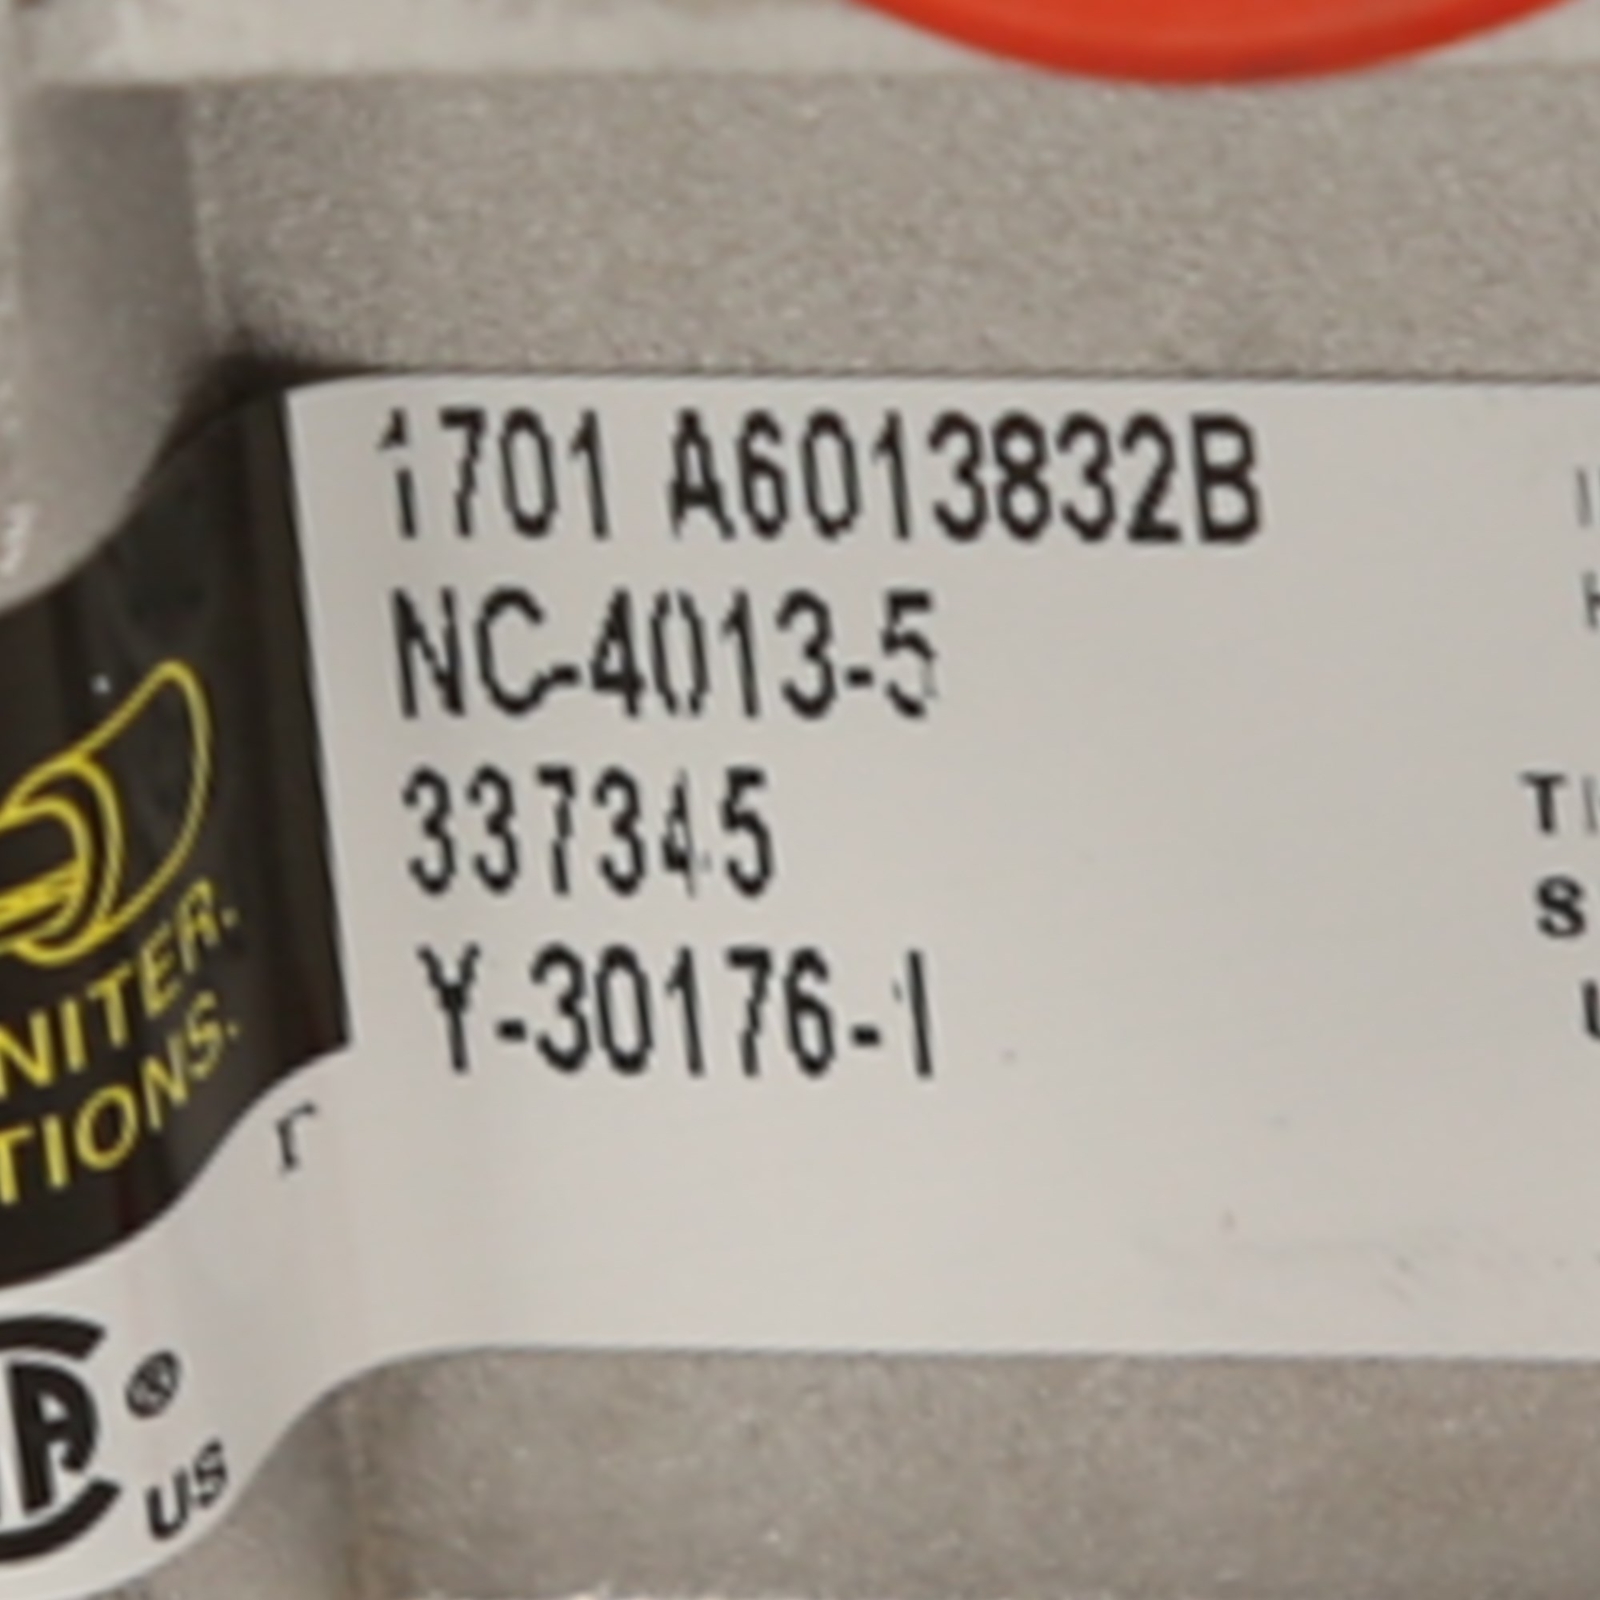 1701 A6013832B
NC-4013-5
337345
Y-30176-1
NITER.
TIONS.
®
US